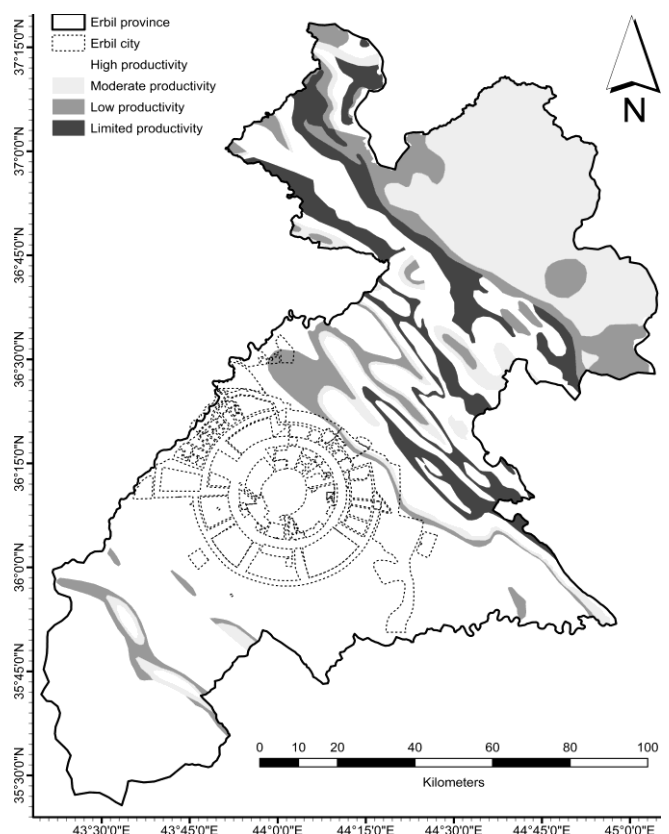 Erbil province
Erbil city
High productivity
Moderate productivity
Low productivity
Limited productivity
N
37°15'0"N
37°0'0"N
36°45'0"N
36°30'0"N
36°15'0"N
36°0'0"N
35°45'0"N
35°30'0"N
0 10 20 40 60 80 100
Kilometers
43°30'0"E 43°45'0"E 44°0'0"E 44°15'0"E 44°30'0"E 44°45'0"E 45°0'0"E